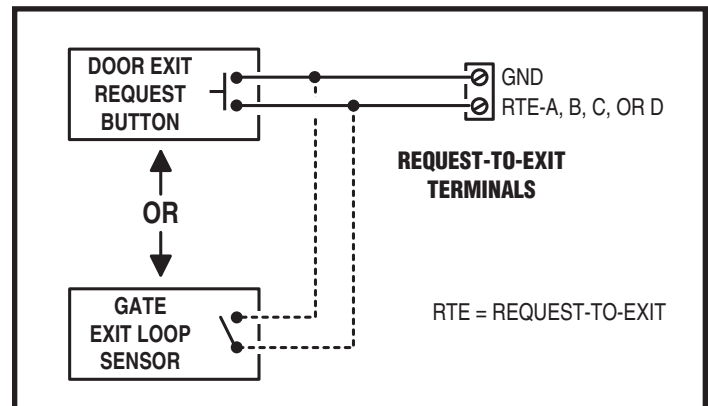 DOOR EXIT
REQUEST
BUTTON
GND
RTE-A, B, C, OR D
REQUEST-TO-EXIT
TERMINALS
OR
GATE
EXIT LOOP
SENSOR
RTE = REQUEST-TO-EXIT